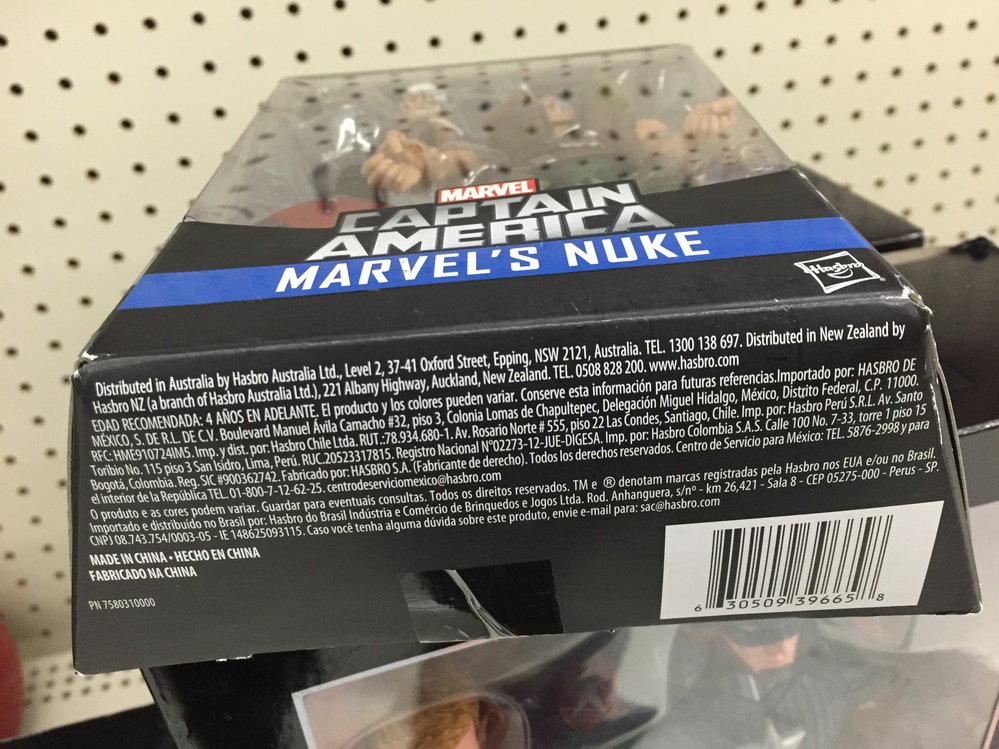 MARVEL
CAPTAIN
AMERICA
MARVEL'S NUKE
Hasbro
Distributed in Australia by Hasbro Australia Ltd., Level 2, 37-41 Oxford Street, Epping, NSW 2121, Australia. TEL. 1300 138 697. Distributed in New Zealand by
Hasbro NZ (a branch of Hasbro Australia Ltd.), 221 Albany Highway, Auckland, New Zealand. TEL. 0508 828 200. www.hasbro.com
EDAD RECOMENDADA: 4 AÑOS EN ADELANTE. El producto y los colores pueden variar. Conserve esta información para futuras referencias.Importado por: HASBRO DE
MÉXICO, S. DE R.L. DE C.V. Boulevard Manuel Ávila Camacho #32, piso 3, Colonia Lomas de Chapultepec, Delegación Miguel Hidalgo, México, Distrito Federal, C.P. 11000.
RFC: HME910724IM5. Imp. y dist. por: Hasbro Chile Ltda. RUT.:78.934.680-1. Av. Rosario Norte # 555, piso 22 Las Condes, Santiago, Chile. Imp. por: Hasbro Perú S.R.L. Av. Santo
Toribio No. 115 piso 3 San Isidro, Lima, Perú. RUC.20523317815. Registro Nacional N°02273-12-JUE-DIGESA. Imp. por: Hasbro Colombia S.A.S. Calle 100 No. 7-33, torre 1 piso 15
Bogotá, Colombia. Reg. SIC #900362742. Fabricado por: HASBRO S.A. (Fabricante de derecho). Todos los derechos reservados. Centro de Servicio para México: TEL. 5876-2998 y para
el interior de la República TEL. 01-800-7-12-62-25. centrodeserviciomexico@hasbro.com
O produto e as cores podem variar. Guardar para eventuais consultas. Todos os direitos reservados. TM e ® denotam marcas registradas pela Hasbro nos EUA e/ou no Brasil.
Importado e distribuído no Brasil por: Hasbro do Brasil Indústria e Comércio de Brinquedos e Jogos Ltda. Rod. Anhanguera, s/nº - km 26,421 - Sala 8 - CEP 05275-000 - Perus - SP.
CNPJ 08.743.754/0003-05 - IE 148625093115. Caso você tenha alguma dúvida sobre este produto, envie e-mail para: sac@hasbro.com
MADE IN CHINA • HECHO EN CHINA
FABRICADO NA CHINA
PN 7580310000
6 30509 39665 8